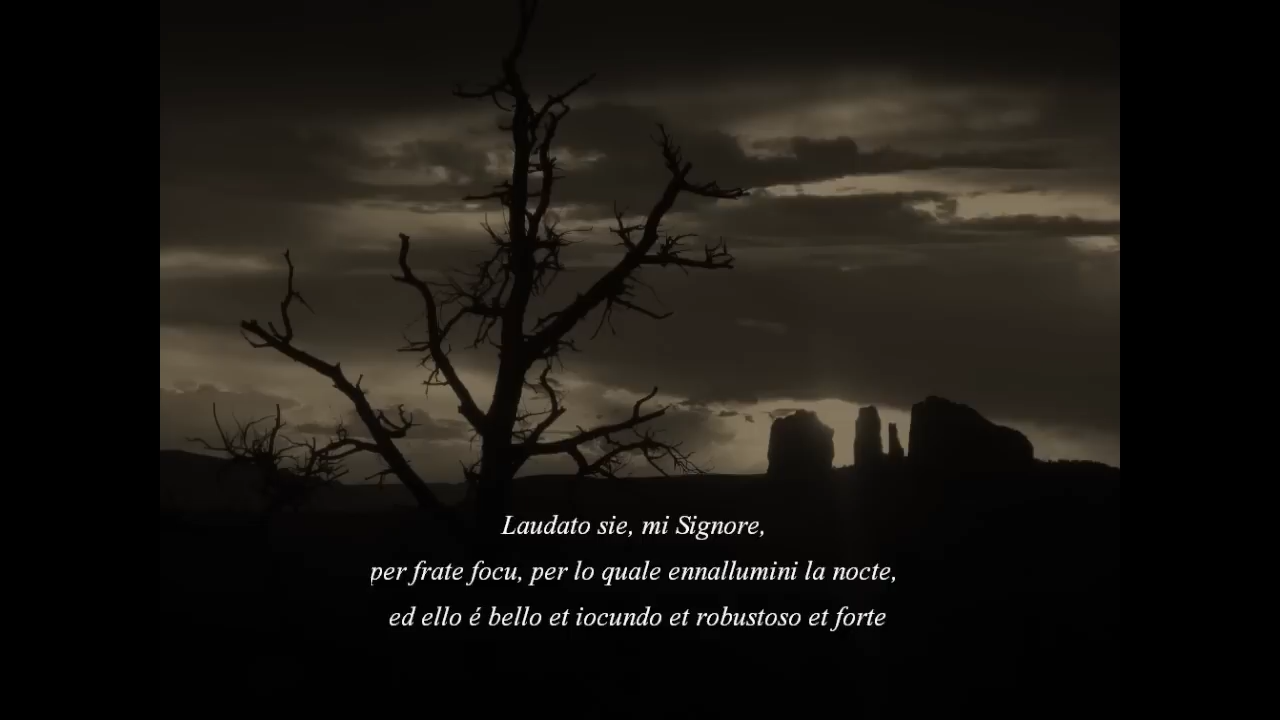 Laudato sie, mi Signore,
per frate focu, per lo quale ennallumini la nocte,
ed ello é bello et iocundo et robustoso et forte